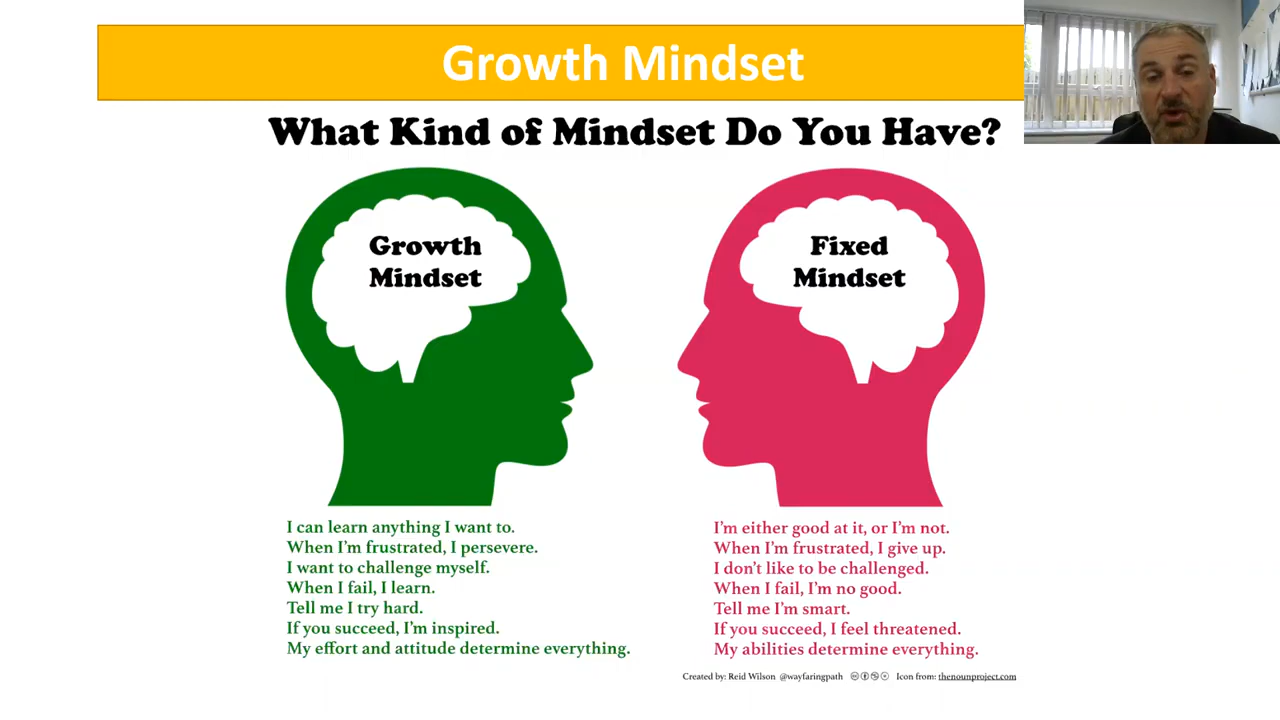 Growth Mindset
What Kind of Mindset Do You Have?
Growth
Mindset
Fixed
Mindset
I can learn anything I want to.
When I'm frustrated, I persevere.
I want to challenge myself.
When I fail, I learn.
Tell me I try hard.
If you succeed, I'm inspired.
My effort and attitude determine everything.
I'm either good at it, or I'm not.
When I'm frustrated, I give up.
I don't like to be challenged.
When I fail, I'm no good.
Tell me I'm smart.
If you succeed, I feel threatened.
My abilities determine everything.
Created by: Reid Wilson @wayfaringpath Icon from: thenounproject.com